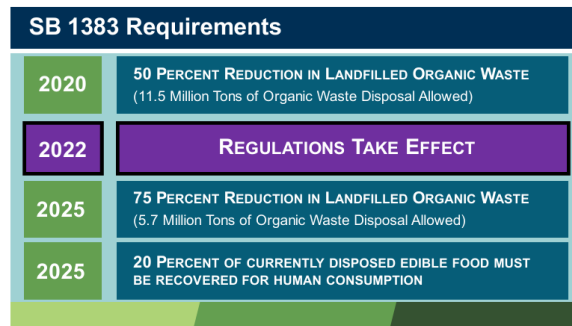 SB 1383 Requirements
2020
50 PERCENT REDUCTION IN LANDFILLED ORGANIC WASTE
(11.5 Million Tons of Organic Waste Disposal Allowed)
2022
REGULATIONS TAKE EFFECT
2025
75 PERCENT REDUCTION IN LANDFILLED ORGANIC WASTE
(5.7 Million Tons of Organic Waste Disposal Allowed)
2025
20 PERCENT OF CURRENTLY DISPOSED EDIBLE FOOD MUST
BE RECOVERED FOR HUMAN CONSUMPTION